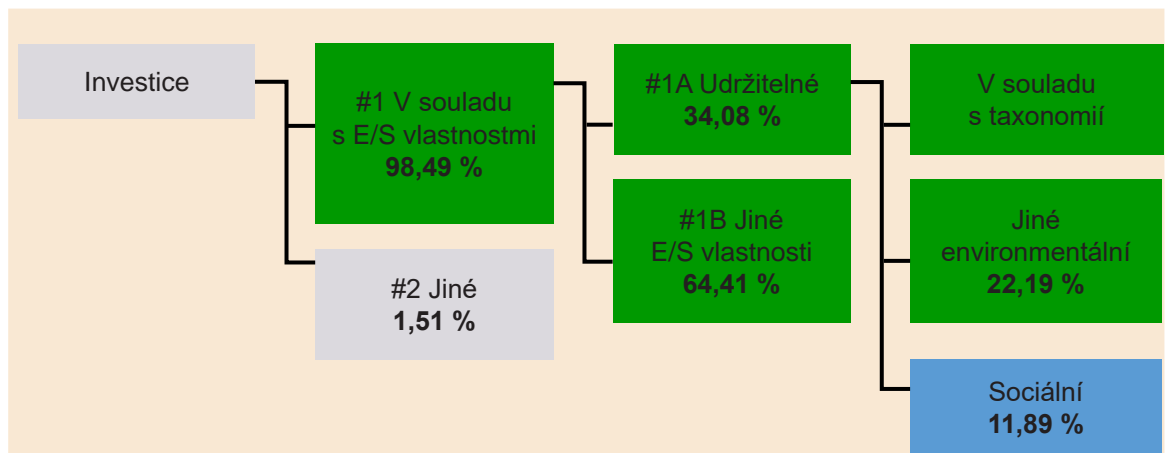 Investice
#1 V souladu
s E/S vlastnostmi
98,49 %
#2 Jiné
1,51 %
#1A Udržitelné
34,08 %
#1B Jiné
E/S vlastnosti
64,41 %
V souladu
s taxonomií
Jiné
environmentální
22,19 %
Sociální
11,89 %